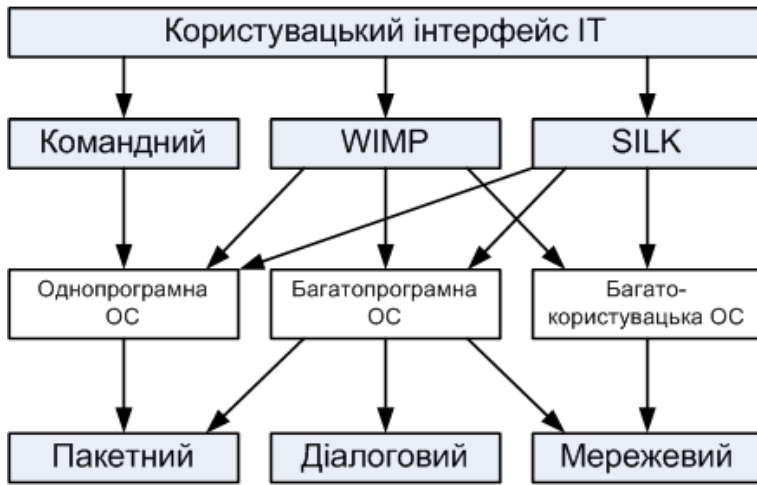 Користувацький інтерфейс ІТ
Командний
WIMP
SILK
Однопрограмна
ОС
Багатопрограмна
ОС
Багато-
користувацька ОС
Пакетний
Діалоговий
Мережевий